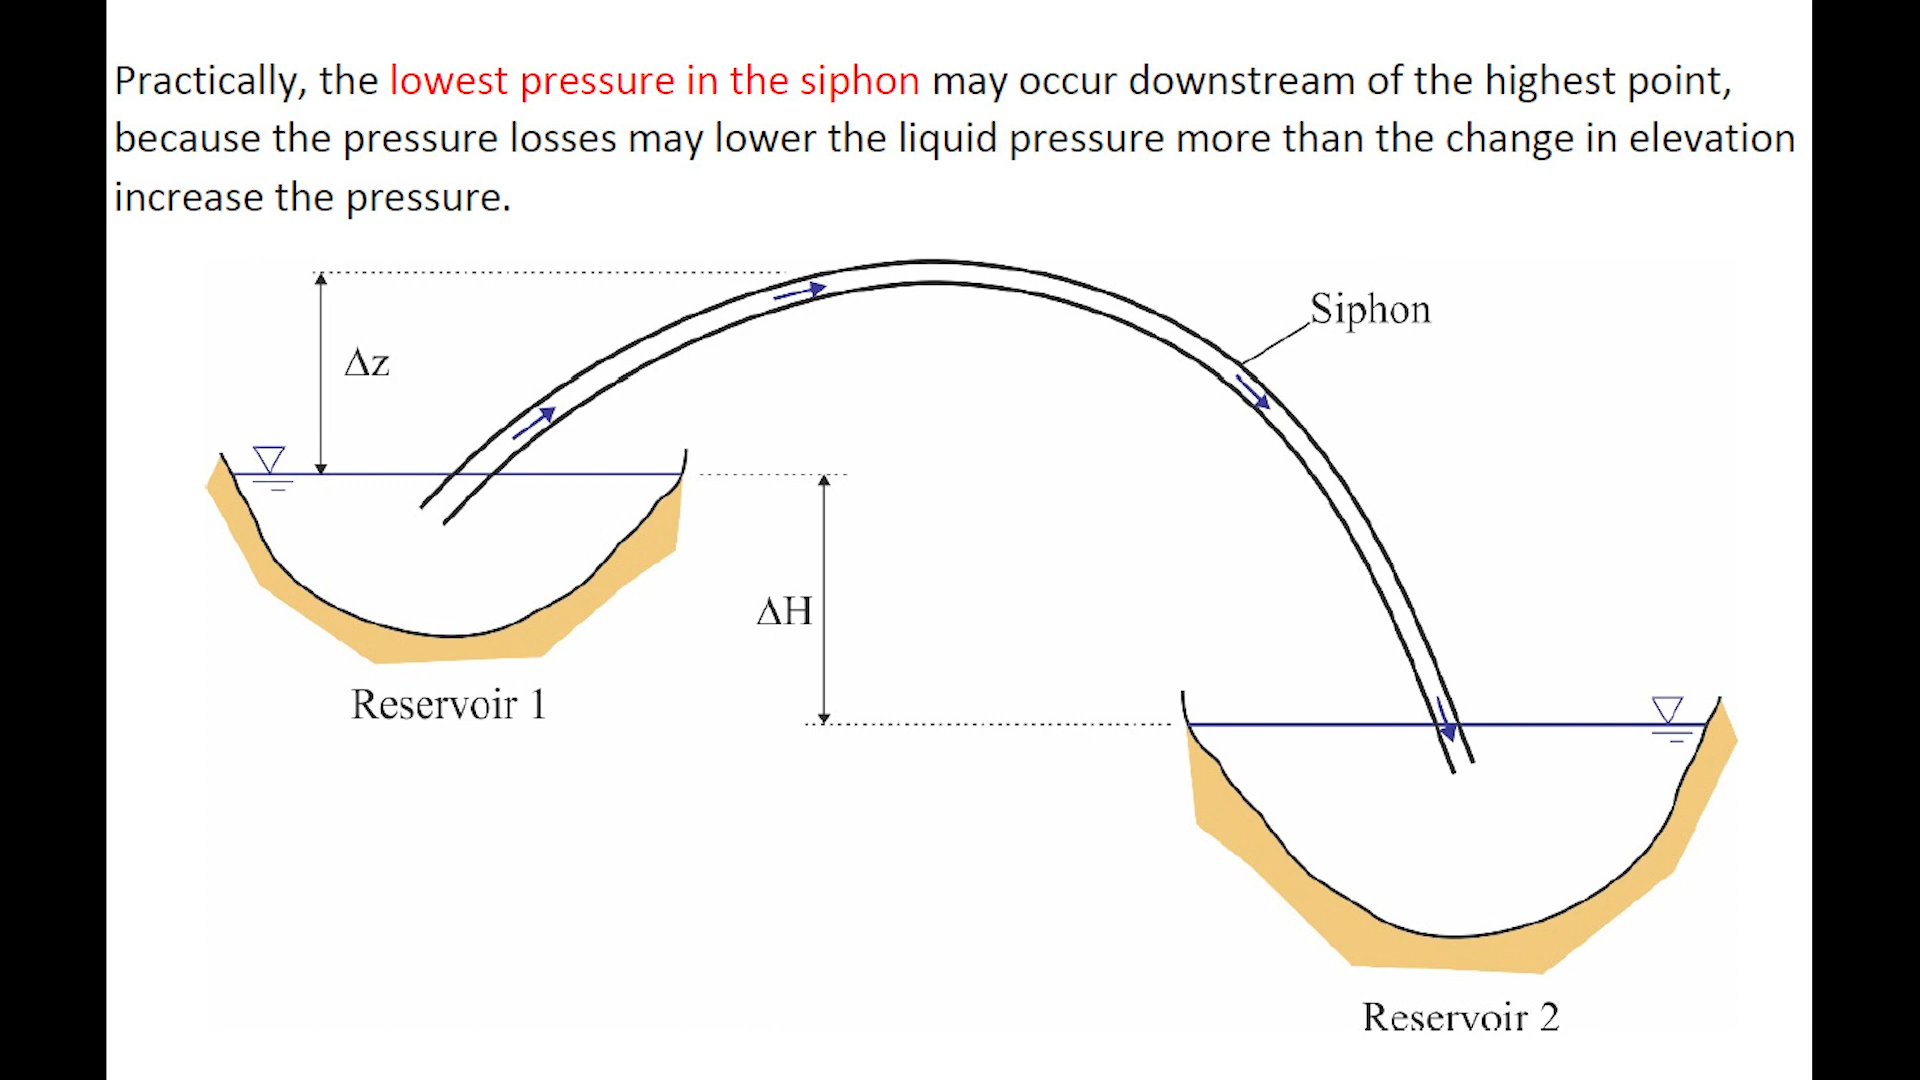 Practically, the lowest pressure in the siphon may occur downstream of the highest point,
because the pressure losses may lower the liquid pressure more than the change in elevation
increase the pressure.
Siphon
Δz
ΔH
Reservoir 1
Reservoir 2